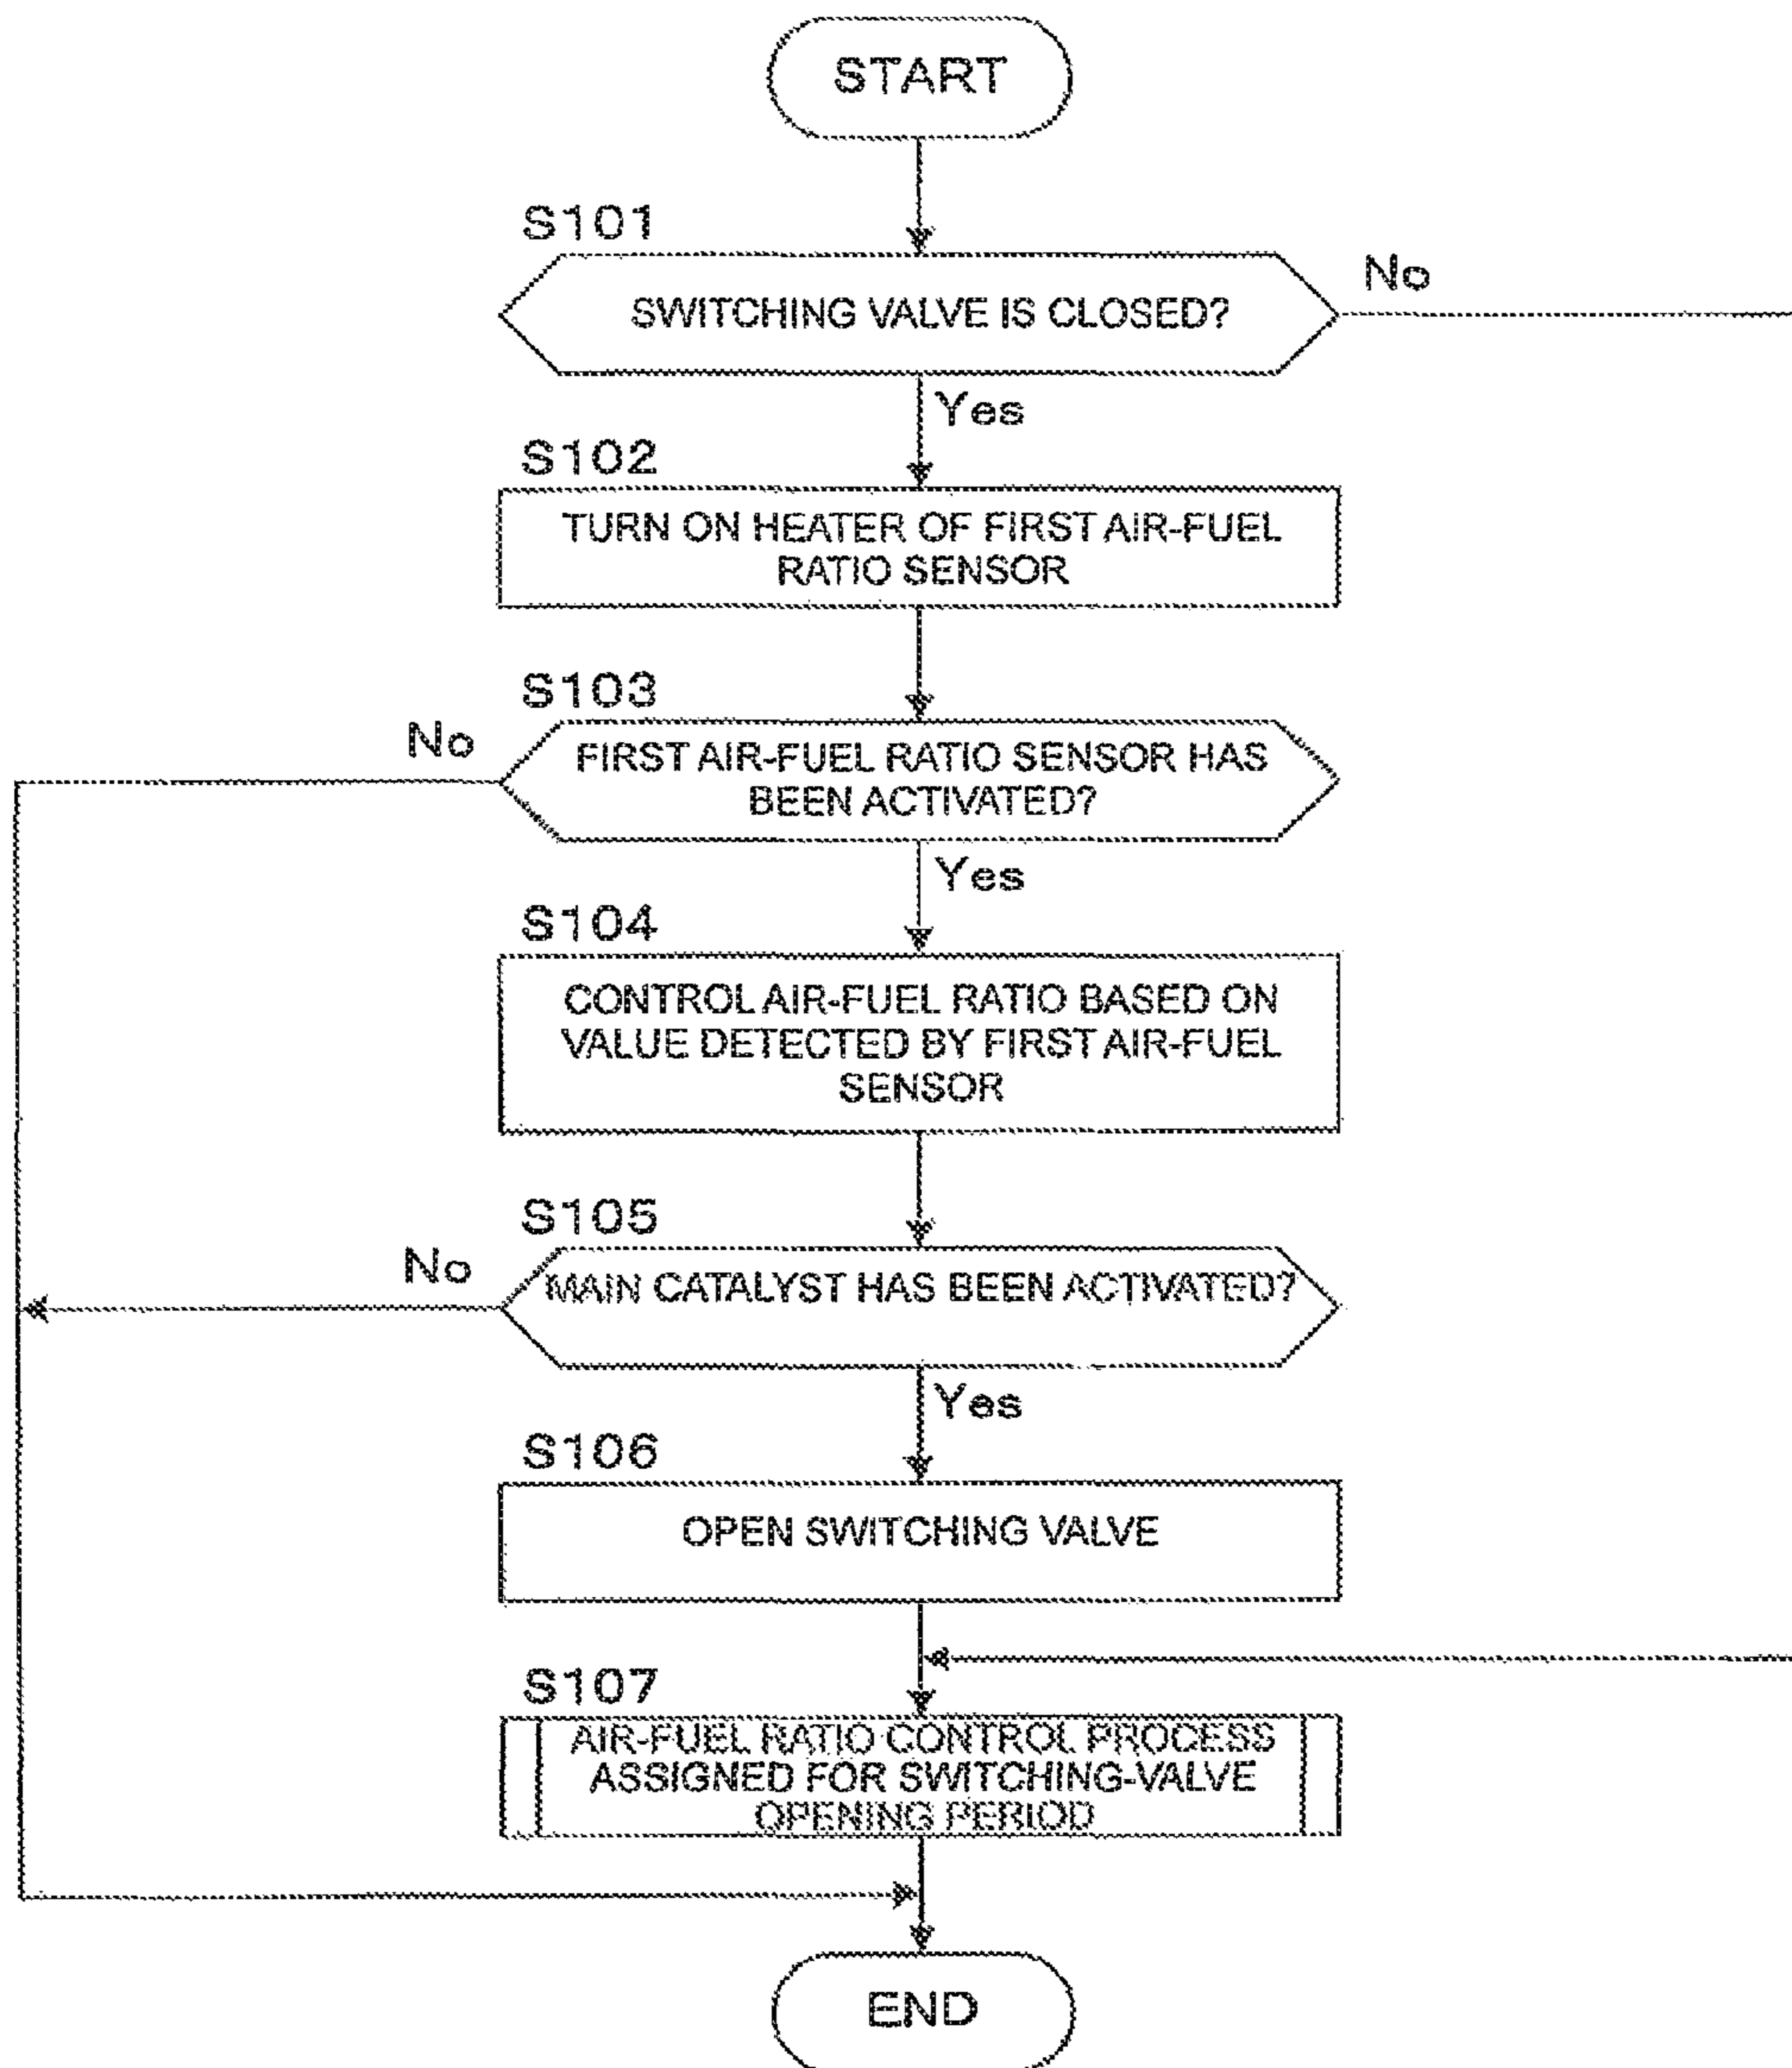 START
S101
SWITCHING VALVE IS CLOSED?
No
Yes
S102
TURN ON HEATER OF FIRST AIR-FUEL
RATIO SENSOR
S103
No
FIRST AIR-FUEL RATIO SENSOR HAS
BEEN ACTIVATED?
Yes
S104
CONTROL AIR-FUEL RATIO BASED ON
VALUE DETECTED BY FIRST AIR-FUEL
SENSOR
S105
No
MAIN CATALYST HAS BEEN ACTIVATED?
Yes
S106
OPEN SWITCHING VALVE
S107
AIR-FUEL RATIO CONTROL PROCESS
ASSIGNED FOR SWITCHING-VALVE
OPENING PERIOD
END